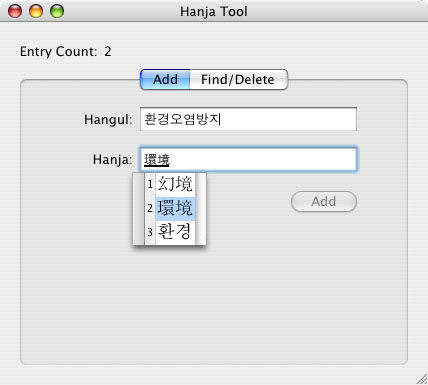 Hanja Tool
Entry Count: 2
Add Find/Delete
Hangul: 환경오염방지
Hanja: 環境
1 幻境
2 環境
3 환경
Add